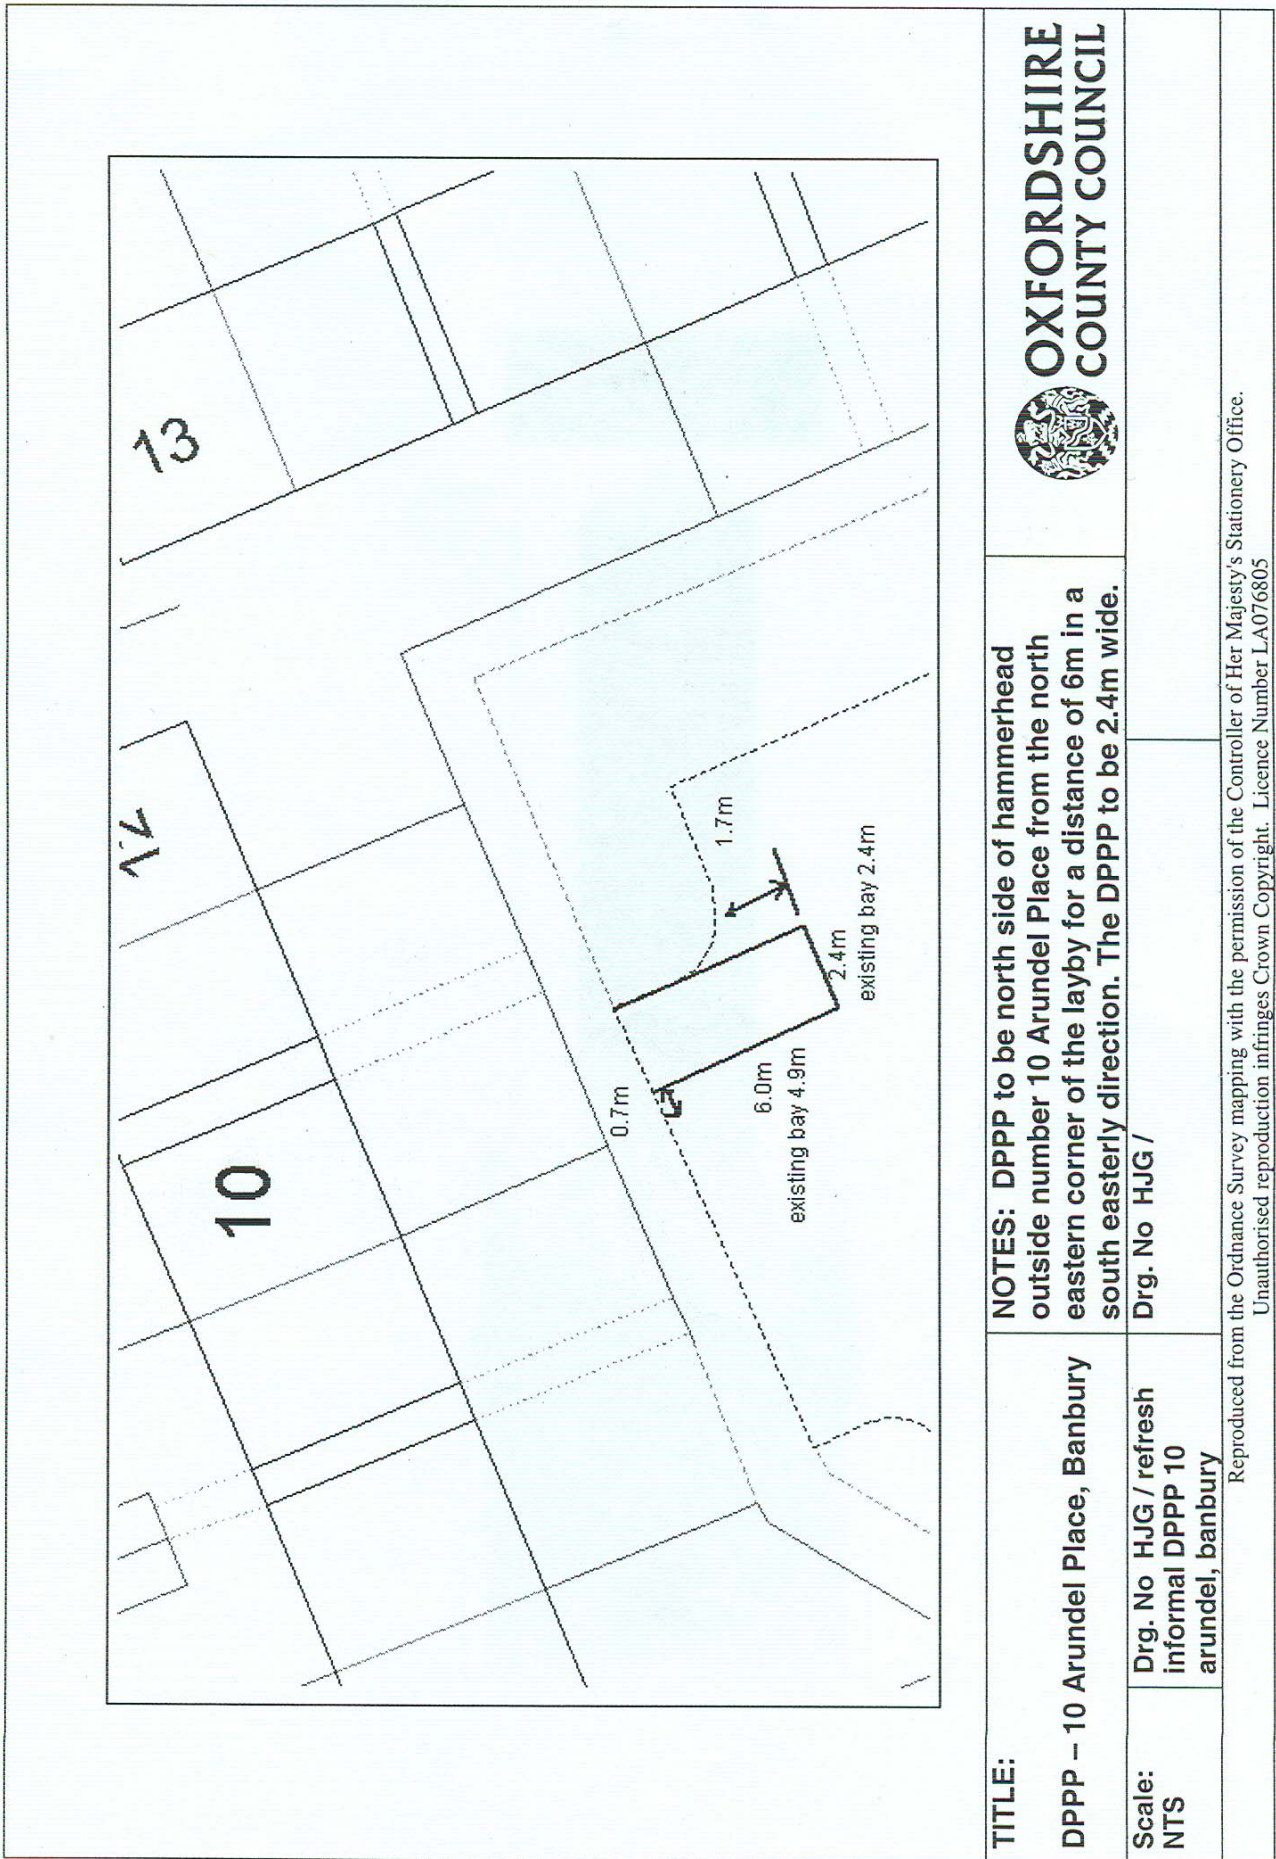 13
12
10
0.7m
1.7m
6.0m
existing bay 4.9m
2.4m
existing bay 2.4m
TITLE:
DPPP – 10 Arundel Place, Banbury
NOTES: DPPP to be north side of hammerhead
outside number 10 Arundel Place from the north
eastern corner of the layby for a distance of 6m in a
south easterly direction. The DPPP to be 2.4m wide.
OXFORDSHIRE
COUNTY COUNCIL
Scale:
NTS
Drg. No HJG / refresh
informal DPPP 10
arundel, banbury
Drg. No HJG /
Reproduced from the Ordnance Survey mapping with the permission of the Controller of Her Majesty's Stationery Office.
Unauthorised reproduction infringes Crown Copyright. Licence Number LA076805